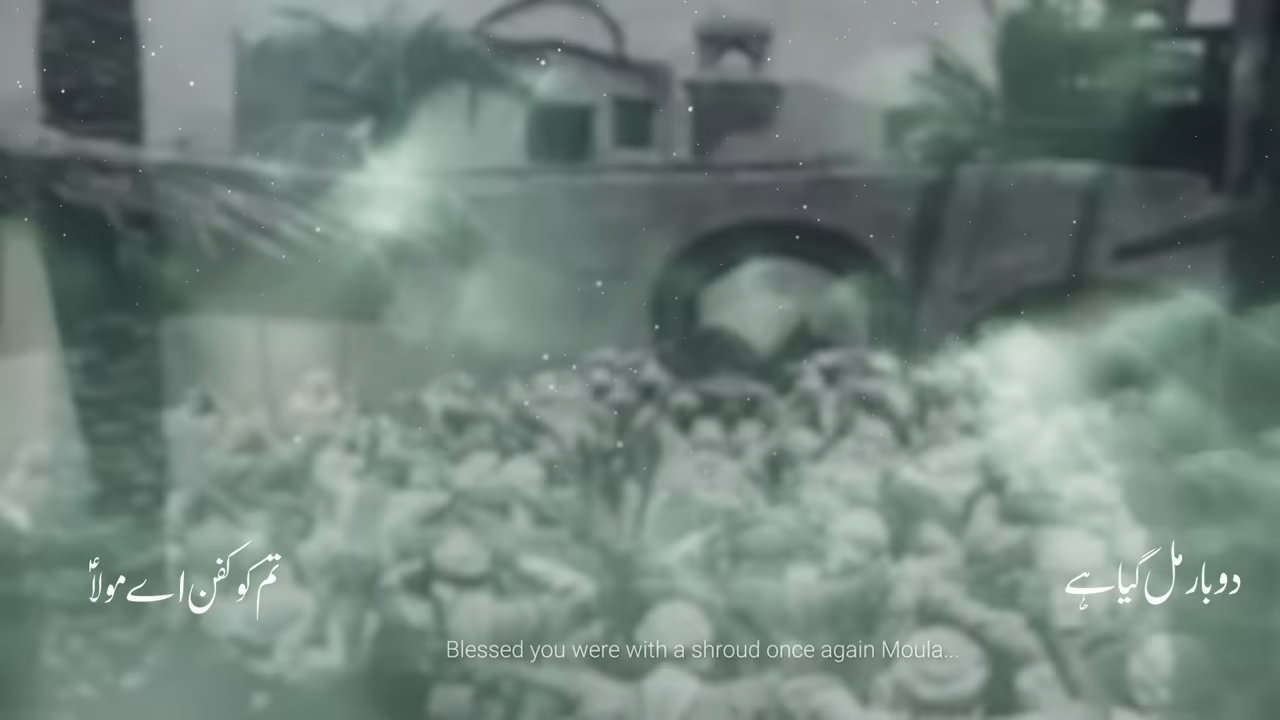 دوبار مل گیا ہے تم کو کفن اے مولاؑ
Blessed you were with a shroud once again Moula...